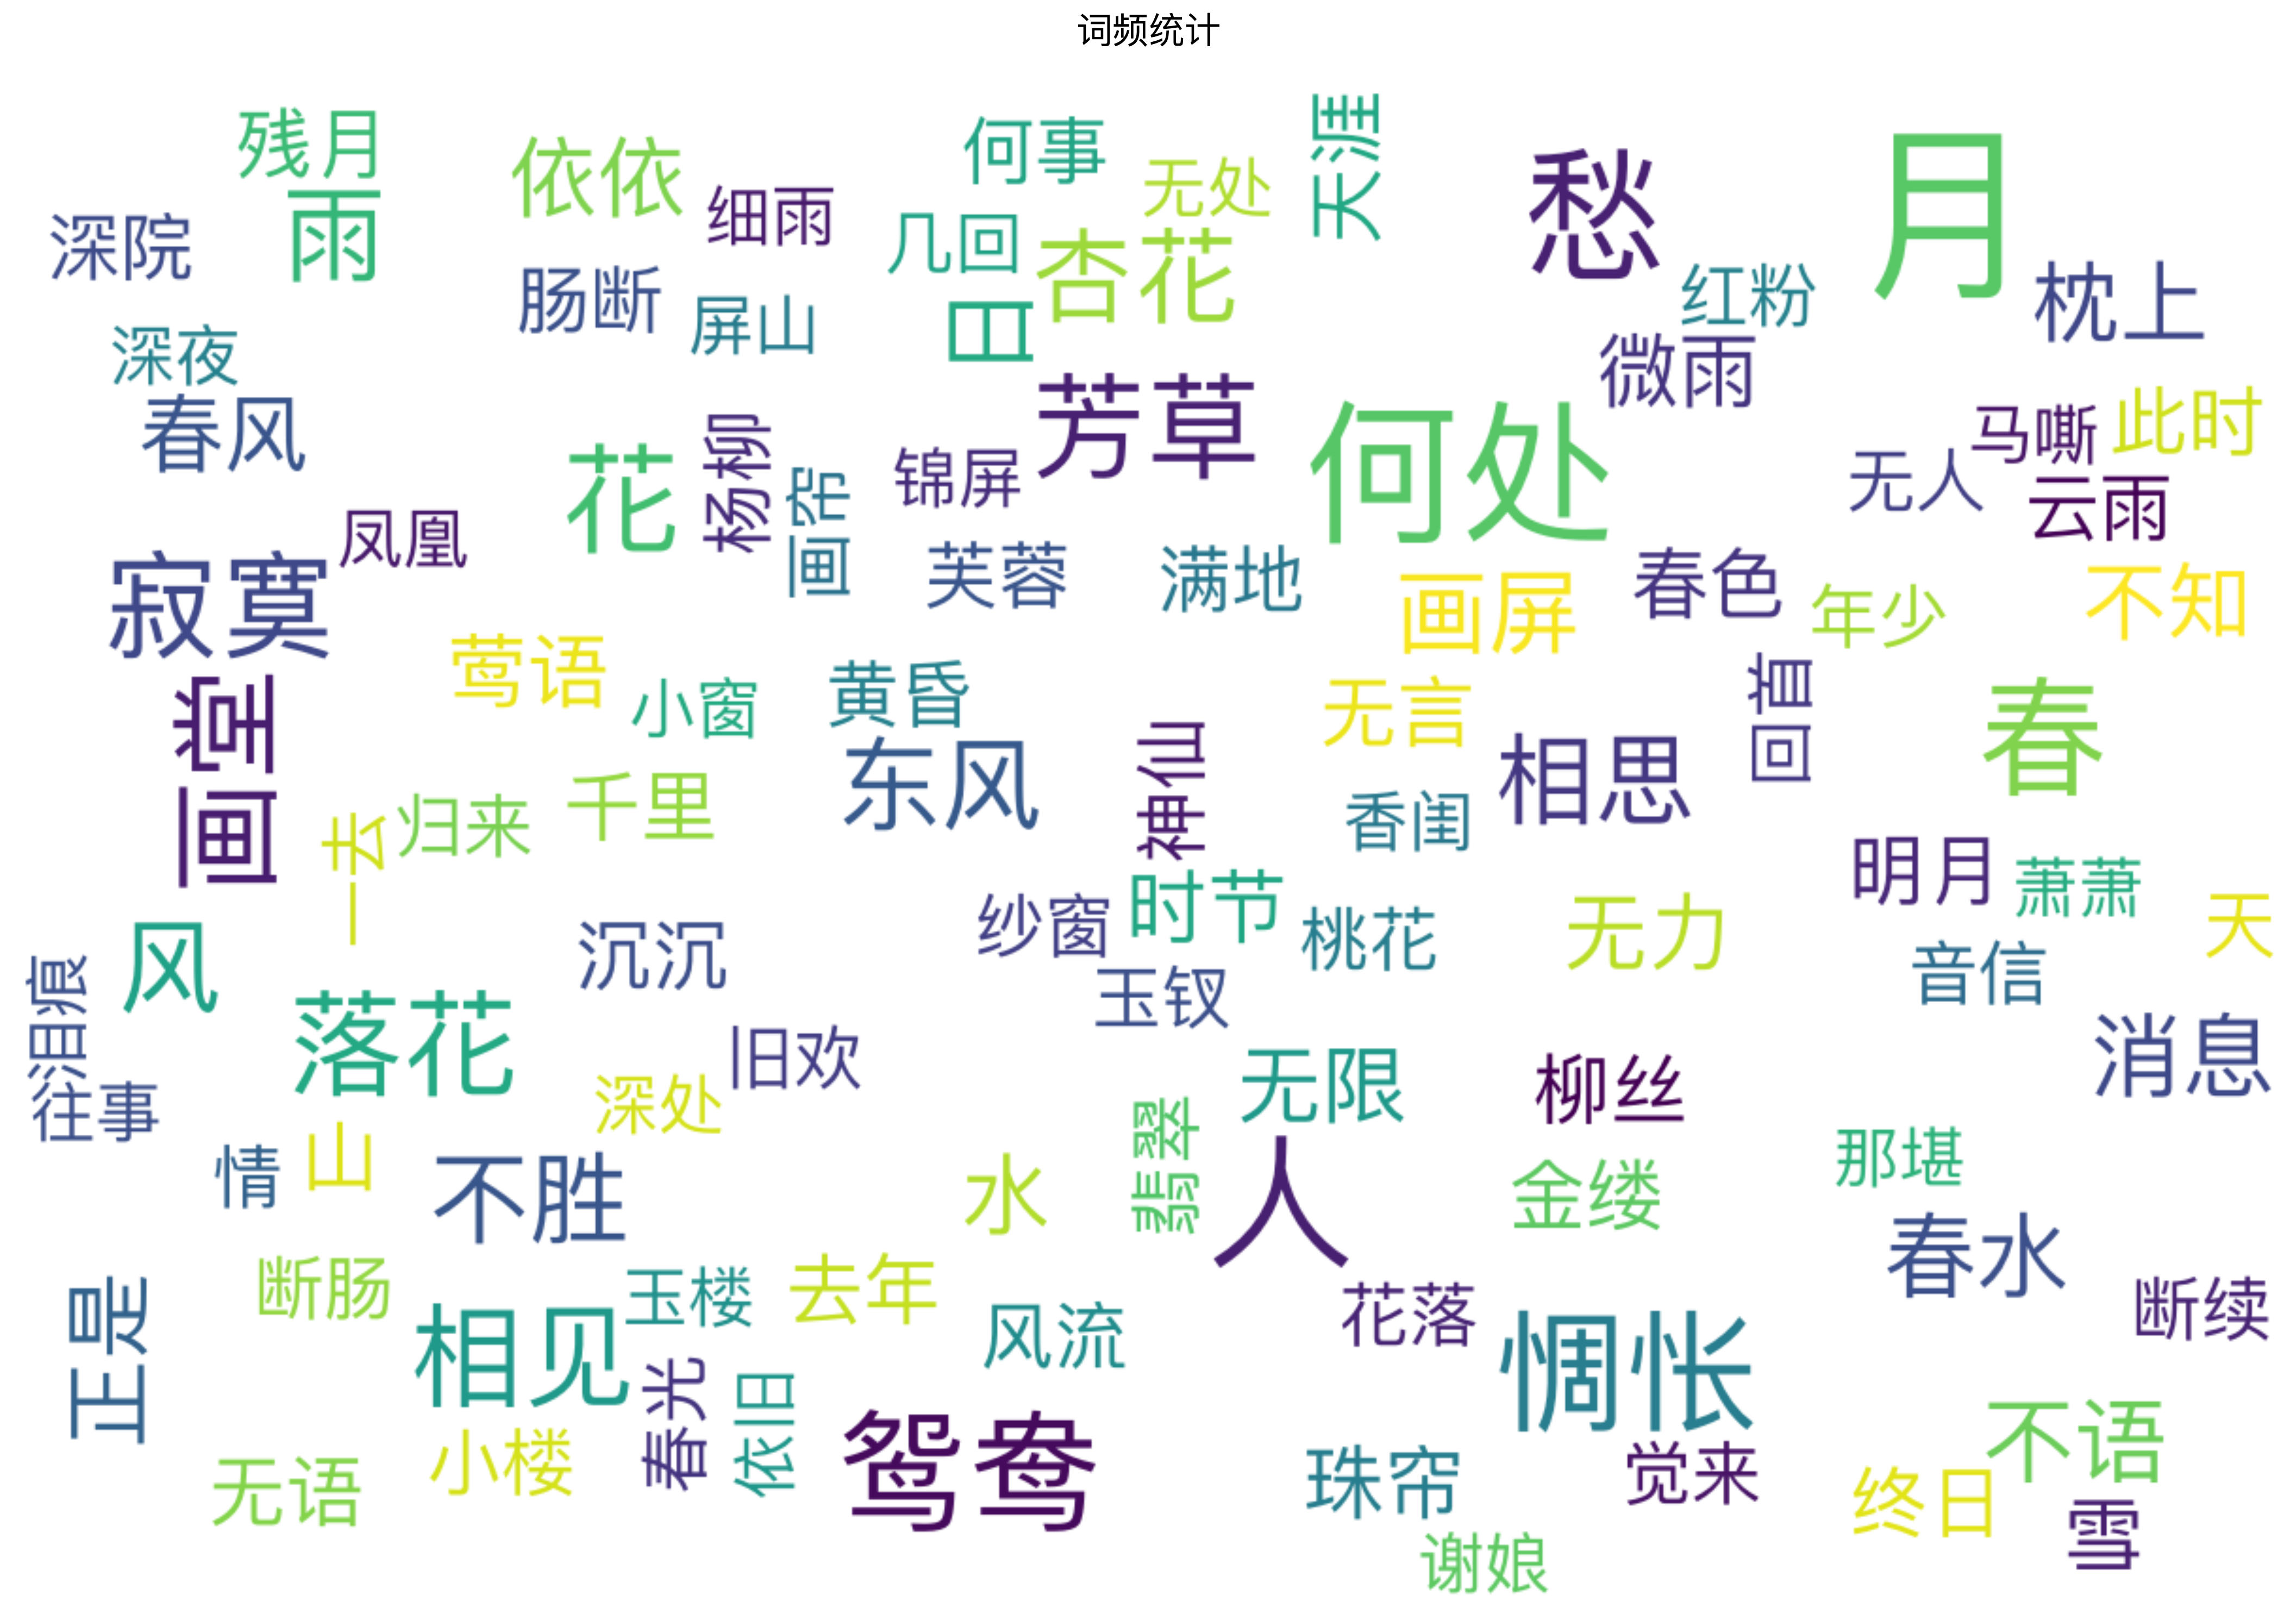 词频统计
残月
依依
何事
天涯
无处
愁
月
细雨
雨
深院
几回
杏花
日
肠断
屏山
红粉
枕上
深夜
微雨
春风
芳草
何处
马嘶
此时
杨柳
花
画帘
锦屏
无人
云雨
凤凰
寂寞
芙蓉
满地
画屏
春色
不知
年少
莺语
小窗
黄昏
无言
回首
画堂
春
东风
神仙
相思
千里
归来
一去
香闺
明月
萧萧
天
时节
纱窗
桃花
无力
风
沉沉
音信
泪痕
玉钗
落花
旧欢
消息
往事
深处
无限
柳丝
翡翠
人
山
情
不胜
水
金缕
那堪
春水
断肠
玉楼
去年
正是
相见
风流
花落
惆怅
断续
春光
依旧
鸳鸯
不语
无语
小楼
珠帘
觉来
终日
雪
谢娘